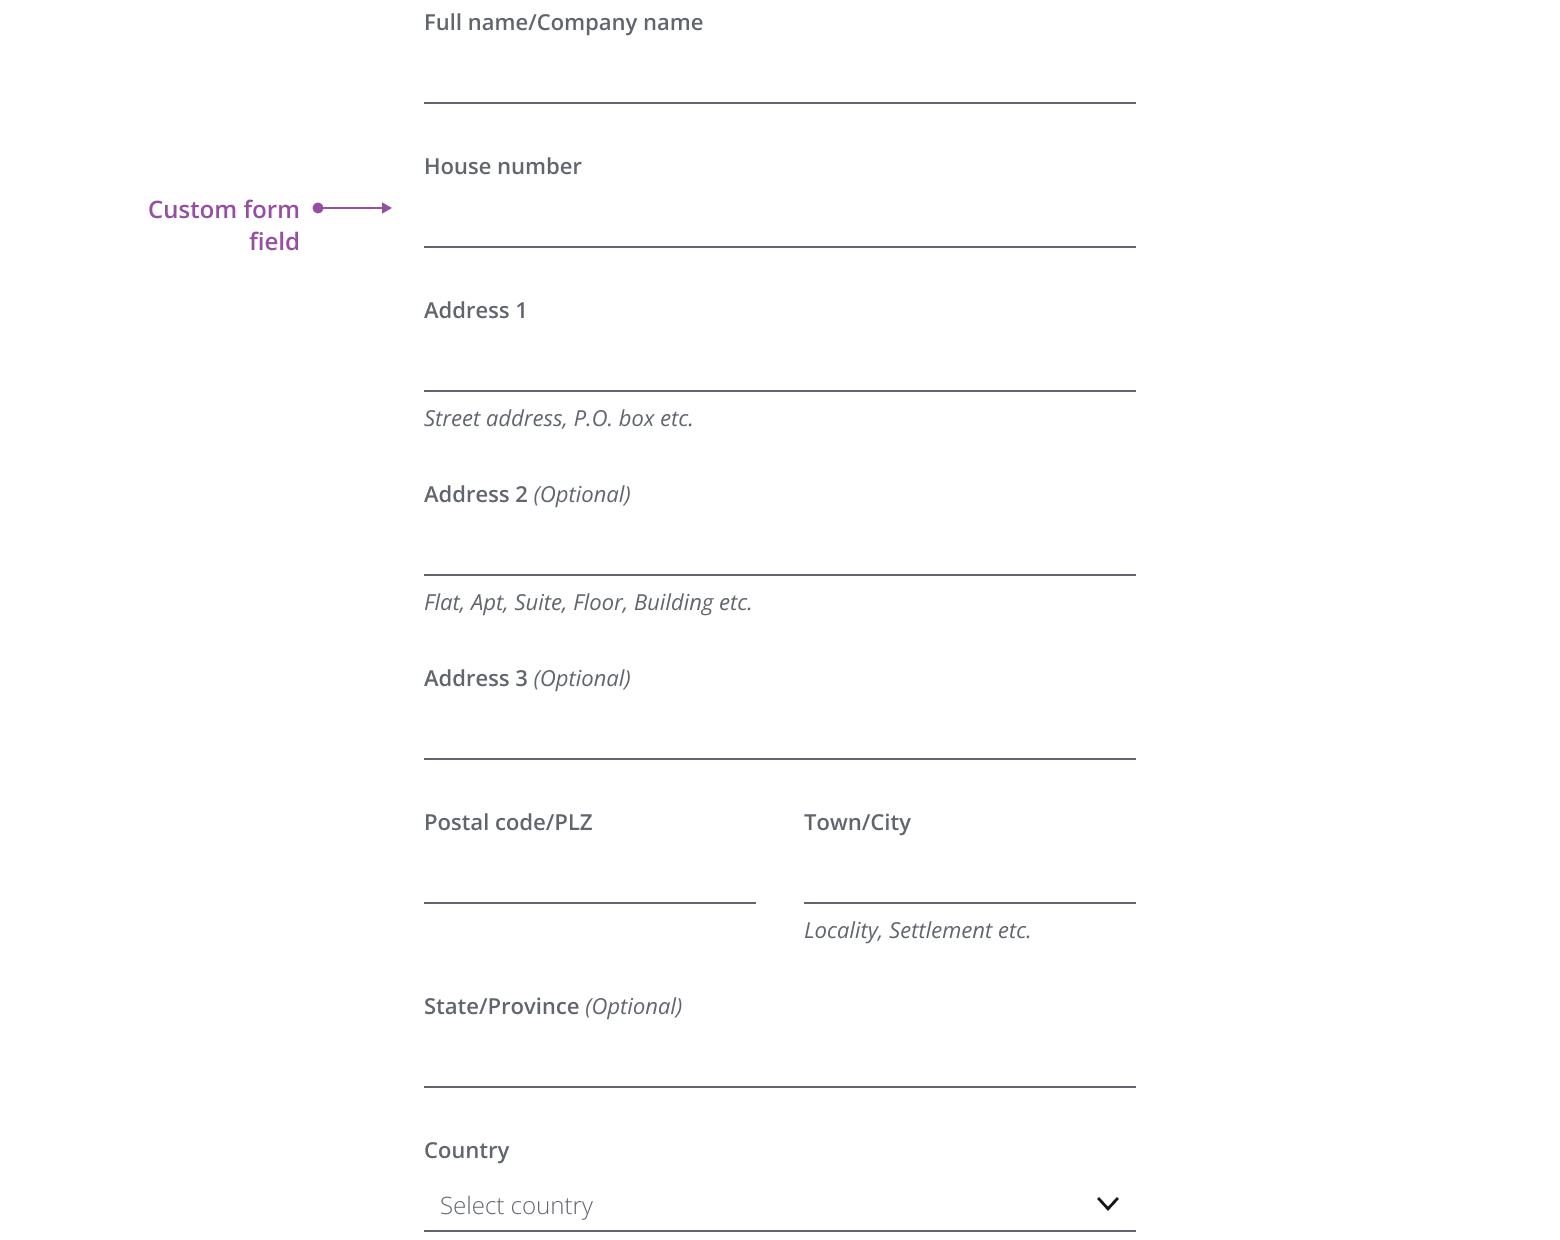 Full name/Company name
House number
Custom form
field
Address 1
Street address, P.O. box etc.
Address 2 (Optional)
Flat, Apt, Suite, Floor, Building etc.
Address 3 (Optional)
Postal code/PLZ
Town/City
Locality, Settlement etc.
State/Province (Optional)
Country
Select country